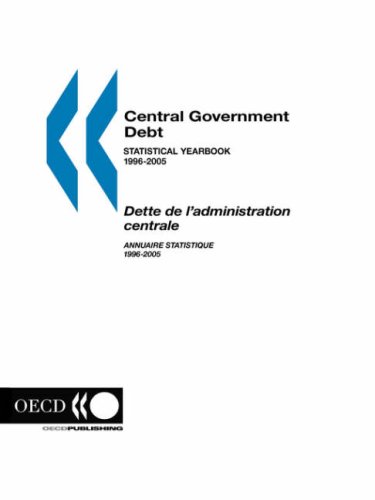 Central Government
Debt
STATISTICAL YEARBOOK
1996-2005
Dette de l'administration
centrale
ANNUAIRE STATISTIQUE
1996-2005
OECD
OECDPUBLISHING